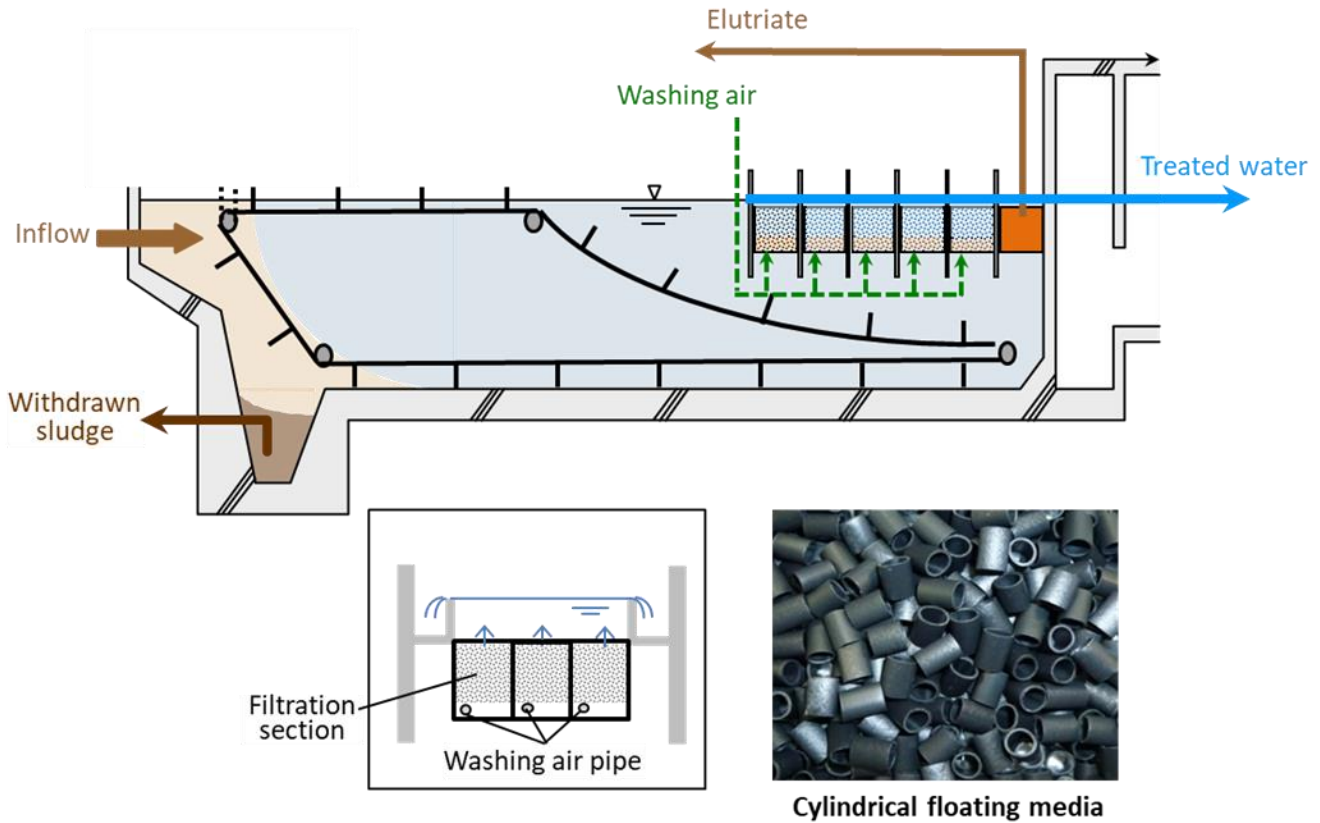 Elutriate
Washing air
Treated water
Inflow
Withdrawn
sludge
Filtration
section
Washing air pipe
Cylindrical floating media